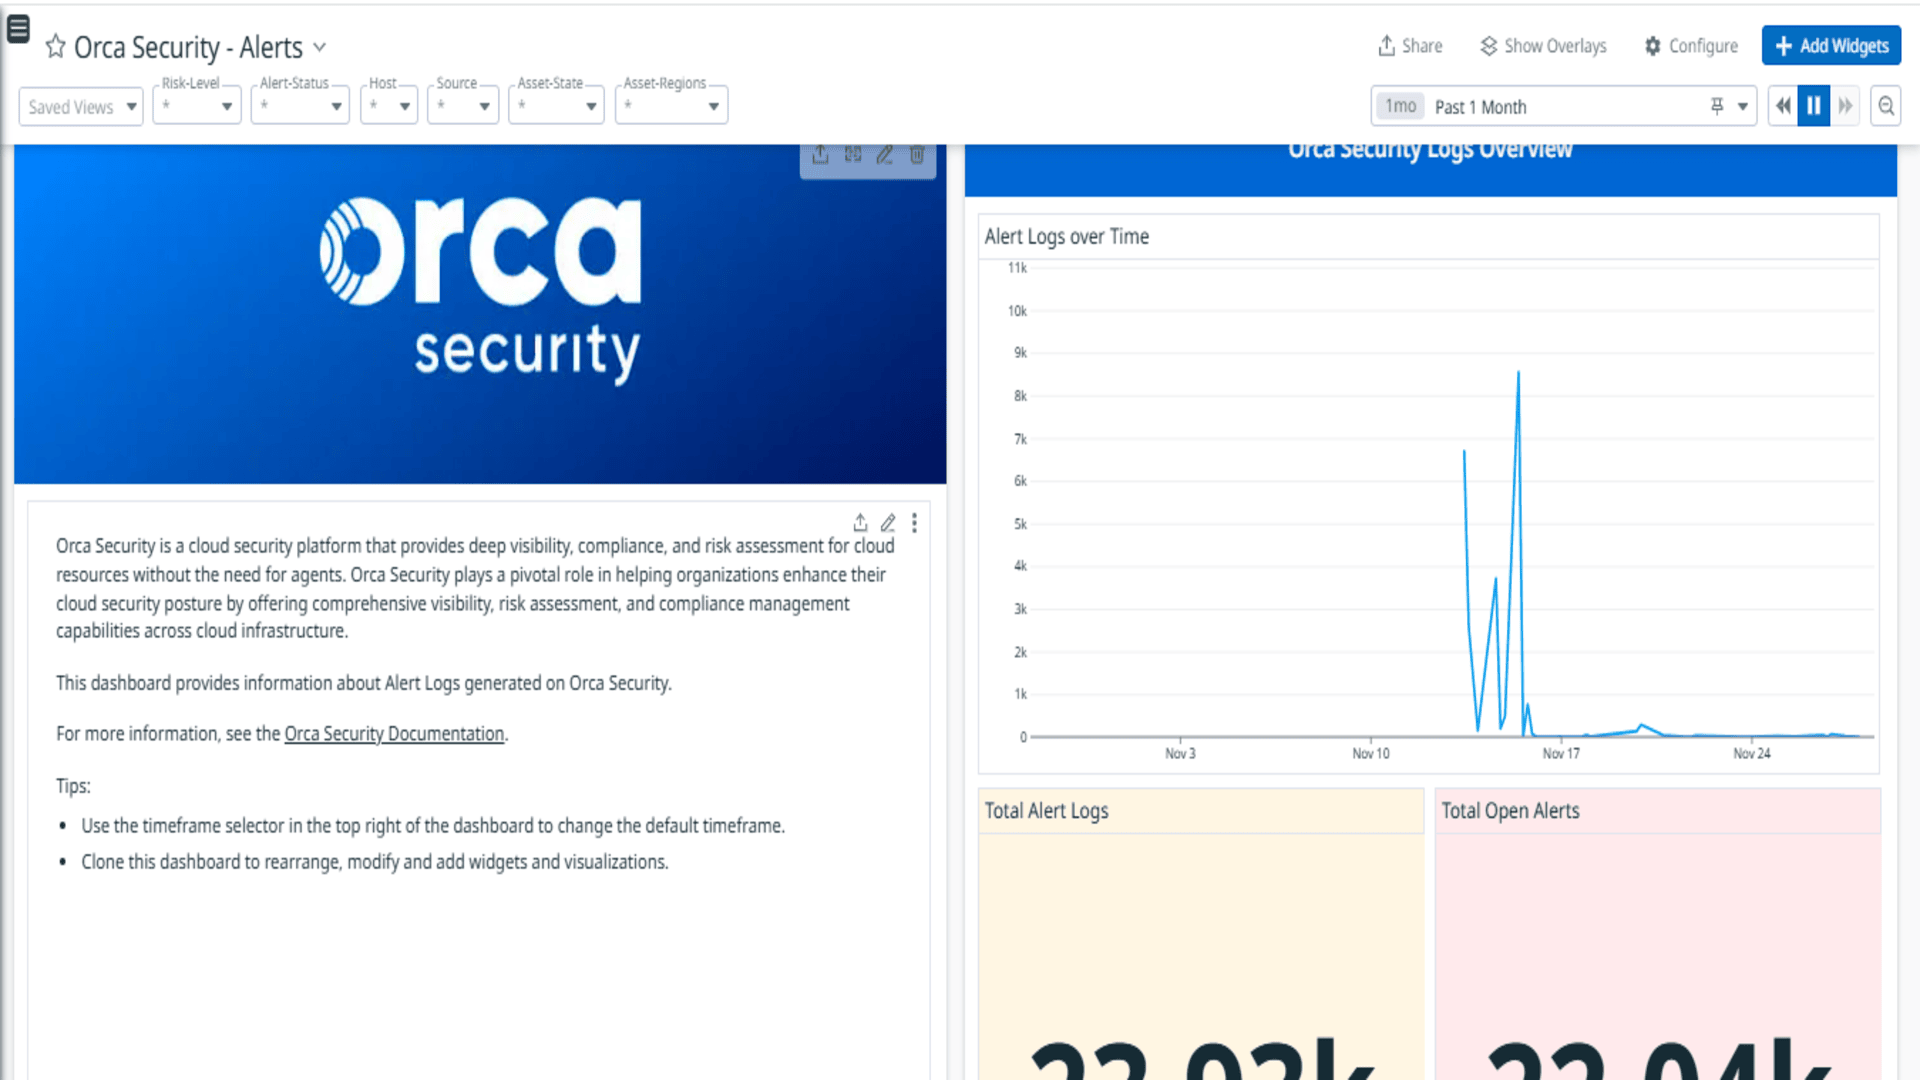 Orca Security - Alerts
Share
Show Overlays
Configure
+ Add Widgets
Saved Views
Risk-Level
*
Alert-Status
*
Host
*
Source
*
Asset-State
*
Asset-Regions
*
1mo
Past 1 Month
orca
security
Orca Security is a cloud security platform that provides deep visibility, compliance, and risk assessment for cloud
resources without the need for agents. Orca Security plays a pivotal role in helping organizations enhance their
cloud security posture by offering comprehensive visibility, risk assessment, and compliance management
capabilities across cloud infrastructure.
This dashboard provides information about Alert Logs generated on Orca Security.
For more information, see the Orca Security Documentation.
Tips:
• Use the timeframe selector in the top right of the dashboard to change the default timeframe.
• Clone this dashboard to rearrange, modify and add widgets and visualizations.
Orca Security Logs Overview
Alert Logs over Time
11k
10k
9k
8k
7k
6k
5k
4k
3k
2k
1k
0
Nov 3
Nov 10
Nov 17
Nov 24
Total Alert Logs
Total Open Alerts